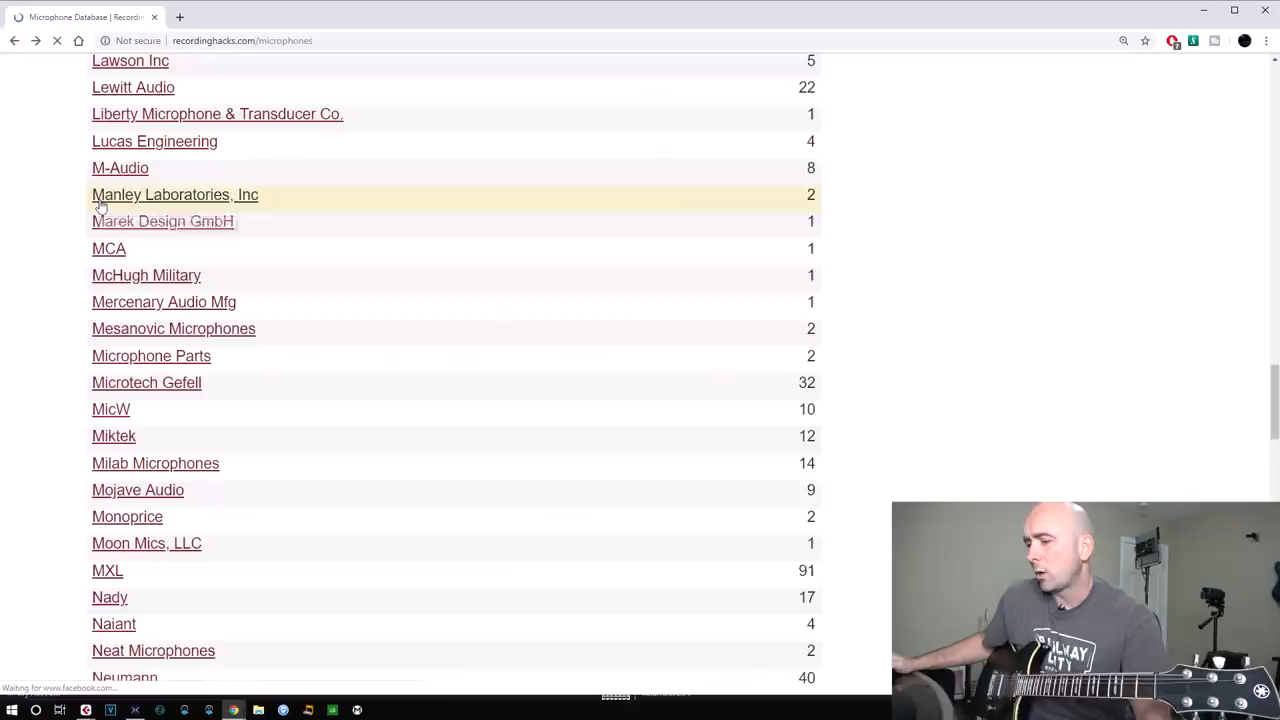 Microphone Database | Recordi
Not secure | recordinghacks.com/microphones
Lawson Inc 5
Lewitt Audio 22
Liberty Microphone & Transducer Co. 1
Lucas Engineering 4
M-Audio 8
Manley Laboratories, Inc 2
Marek Design GmbH 1
MCA 1
McHugh Military 1
Mercenary Audio Mfg 1
Mesanovic Microphones 2
Microphone Parts 2
Microtech Gefell 32
MicW 10
Miktek 12
Milab Microphones 14
Mojave Audio 9
Monoprice 2
Moon Mics, LLC 1
MXL 91
Nady 17
Naiant 4
Neat Microphones 2
Neumann 40
Waiting for www.facebook.com...